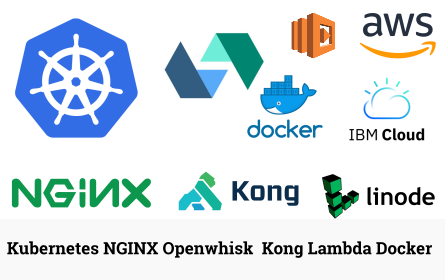 aws
docker
IBM Cloud
NGINX
Kong
linode
Kubernetes NGINX Openwhisk Kong Lambda Docker